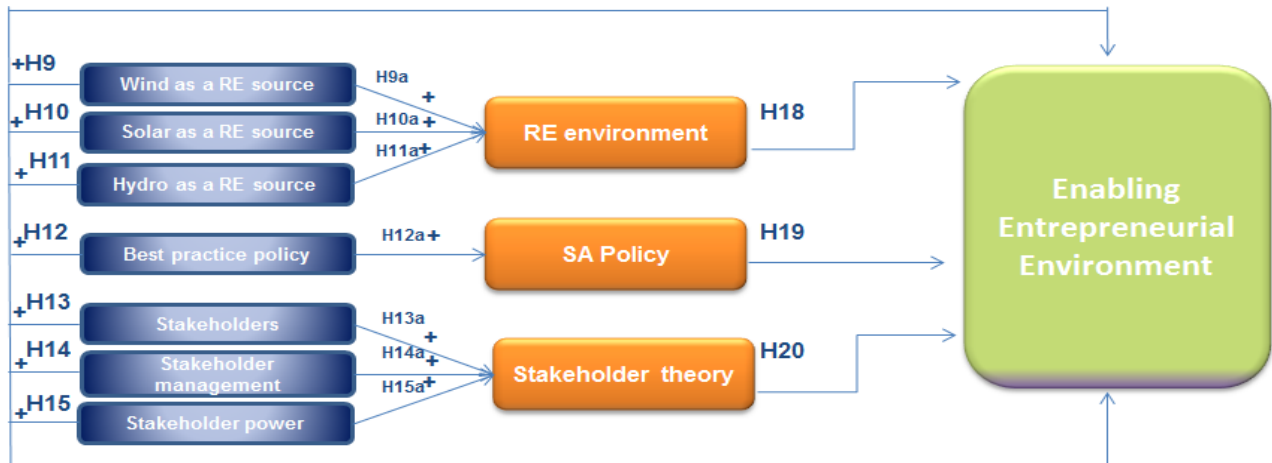 +H9
Wind as a RE source
H9a
+
+H10
Solar as a RE source
H10a+
RE environment
H18
+H11
Hydro as a RE source
H11a+
Enabling
Entrepreneurial
Environment
+H12
Best practice policy
H12a+
SA Policy
H19
+H13
Stakeholders
H13a
+
+H14
Stakeholder
management
H14a+
Stakeholder theory
H20
+H15
Stakeholder power
H15a+